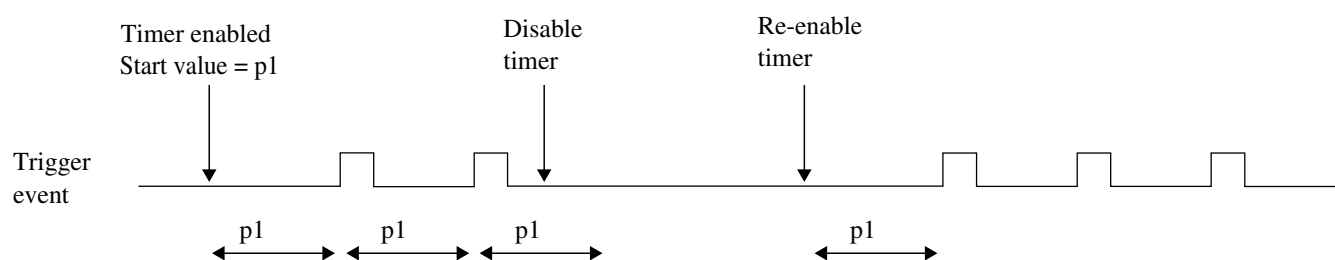 Timer enabled
Start value = p1
Disable
timer
Re-enable
timer
Trigger
event
p1
p1
p1
p1